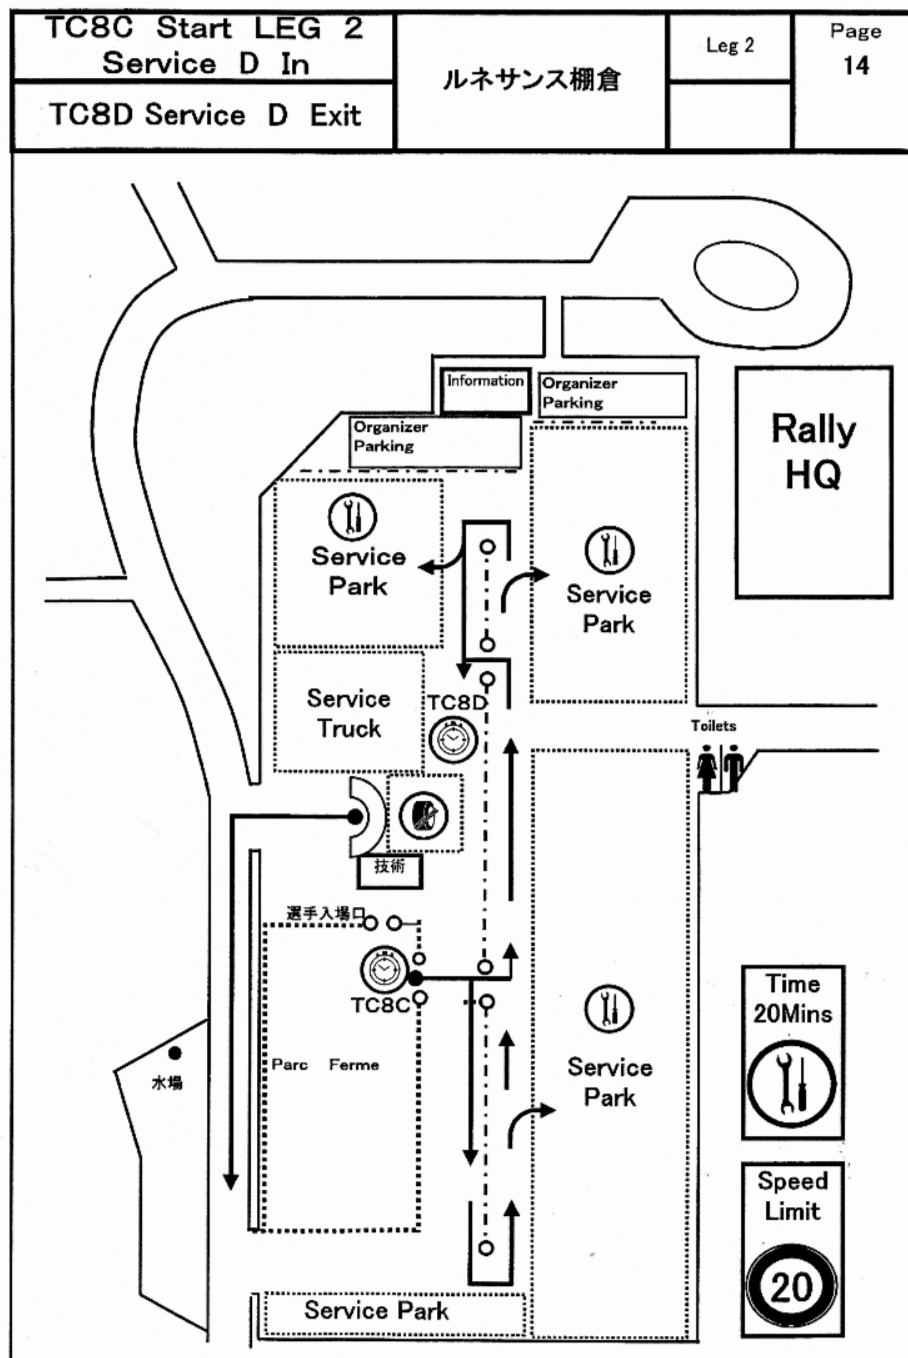 TC8C Start LEG 2
Service D In
TC8D Service D Exit
ルネサンス棚倉
Leg 2
Page
14
Information
Organizer
Parking
Organizer
Parking
Rally
HQ
Service
Park
Service
Park
Service
Truck
TC8D
Toilets
技術
選手入場口
TC8C
水場
Parc Ferme
Service
Park
Time
20Mins
Speed
Limit
20
Service Park